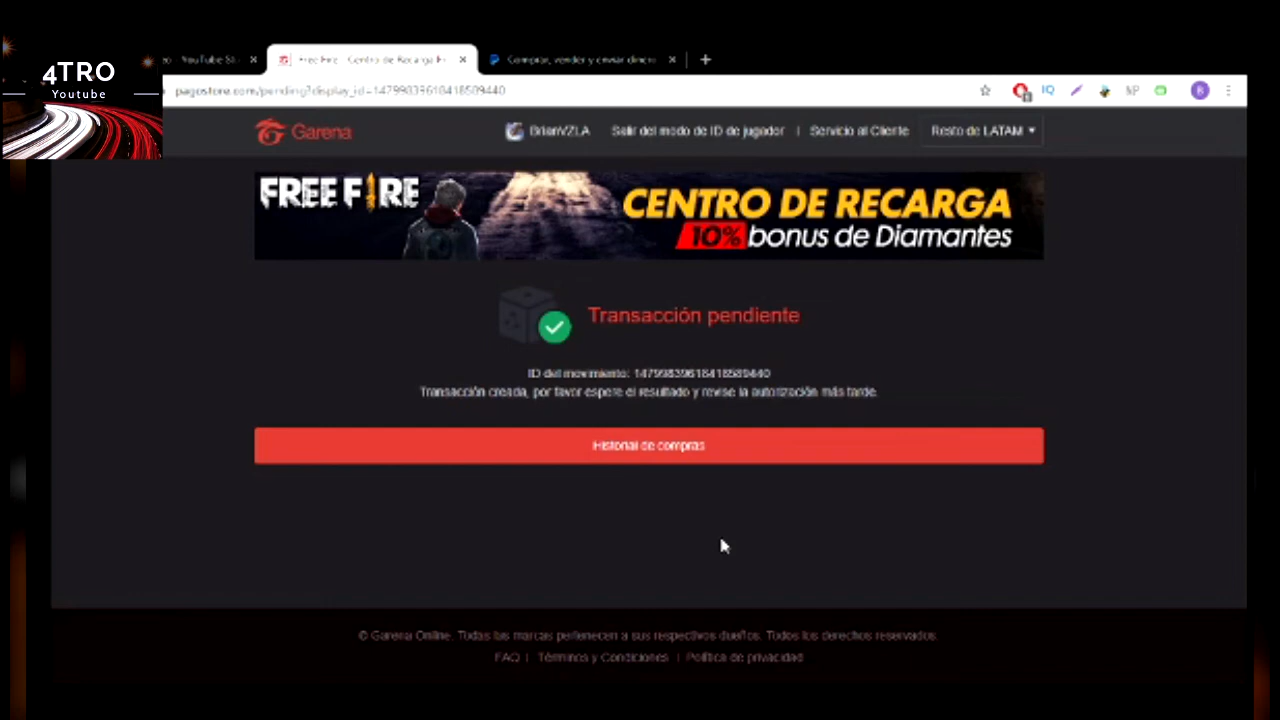 4TRO
Youtube
YouTube St
Free Fire - Centro de Recarga F
Comprar, vender y enviar diner
pagostore.com/pending?display_id=14799839618418589440
IQ
Garena
BrianVZLA
Salir del modo de ID de jugador | Servicio al Cliente
Resto de LATAM
FREE FIRE
CENTRO DE RECARGA
10% bonus de Diamantes
Transacción pendiente
ID del movimiento: 14799839618418589440
Transacción creada, por favor espere el resultado y revise la autorización más tarde.
Historial de compras
© Garena Online. Todas las marcas pertenecen a sus respectivos dueños. Todos los derechos reservados.
FAQ | Términos y Condiciones | Política de privacidad